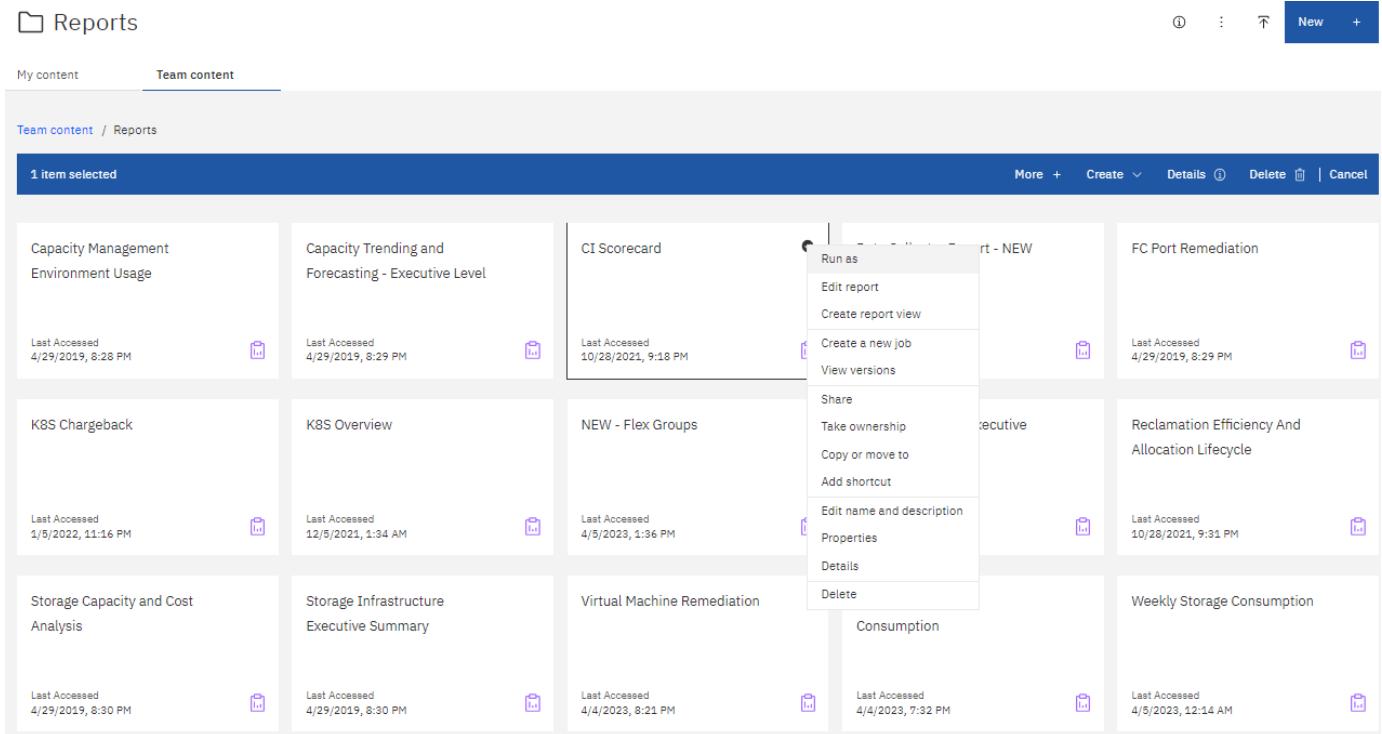 Reports
New +
My content
Team content
Team content / Reports
1 item selected
More +
Create
Details
Delete
Cancel
Capacity Management
Environment Usage
Last Accessed
4/29/2019, 8:28 PM
Capacity Trending and
Forecasting - Executive Level
Last Accessed
4/29/2019, 8:29 PM
CI Scorecard
Last Accessed
10/28/2021, 9:18 PM
- NEW
FC Port Remediation
Last Accessed
4/29/2019, 8:29 PM
Run as
Edit report
Create report view
Create a new job
View versions
Share
Take ownership
Copy or move to
Add shortcut
Edit name and description
Properties
Details
Delete
K8S Chargeback
Last Accessed
1/5/2022, 11:16 PM
K8S Overview
Last Accessed
12/5/2021, 1:34 AM
NEW - Flex Groups
Last Accessed
4/5/2023, 1:36 PM
Reclamation Efficiency And
Allocation Lifecycle
Last Accessed
10/28/2021, 9:31 PM
Storage Capacity and Cost
Analysis
Last Accessed
4/29/2019, 8:30 PM
Storage Infrastructure
Executive Summary
Last Accessed
4/29/2019, 8:30 PM
Virtual Machine Remediation
Last Accessed
4/4/2023, 8:21 PM
Consumption
Last Accessed
4/4/2023, 7:32 PM
Weekly Storage Consumption
Last Accessed
4/5/2023, 12:14 AM